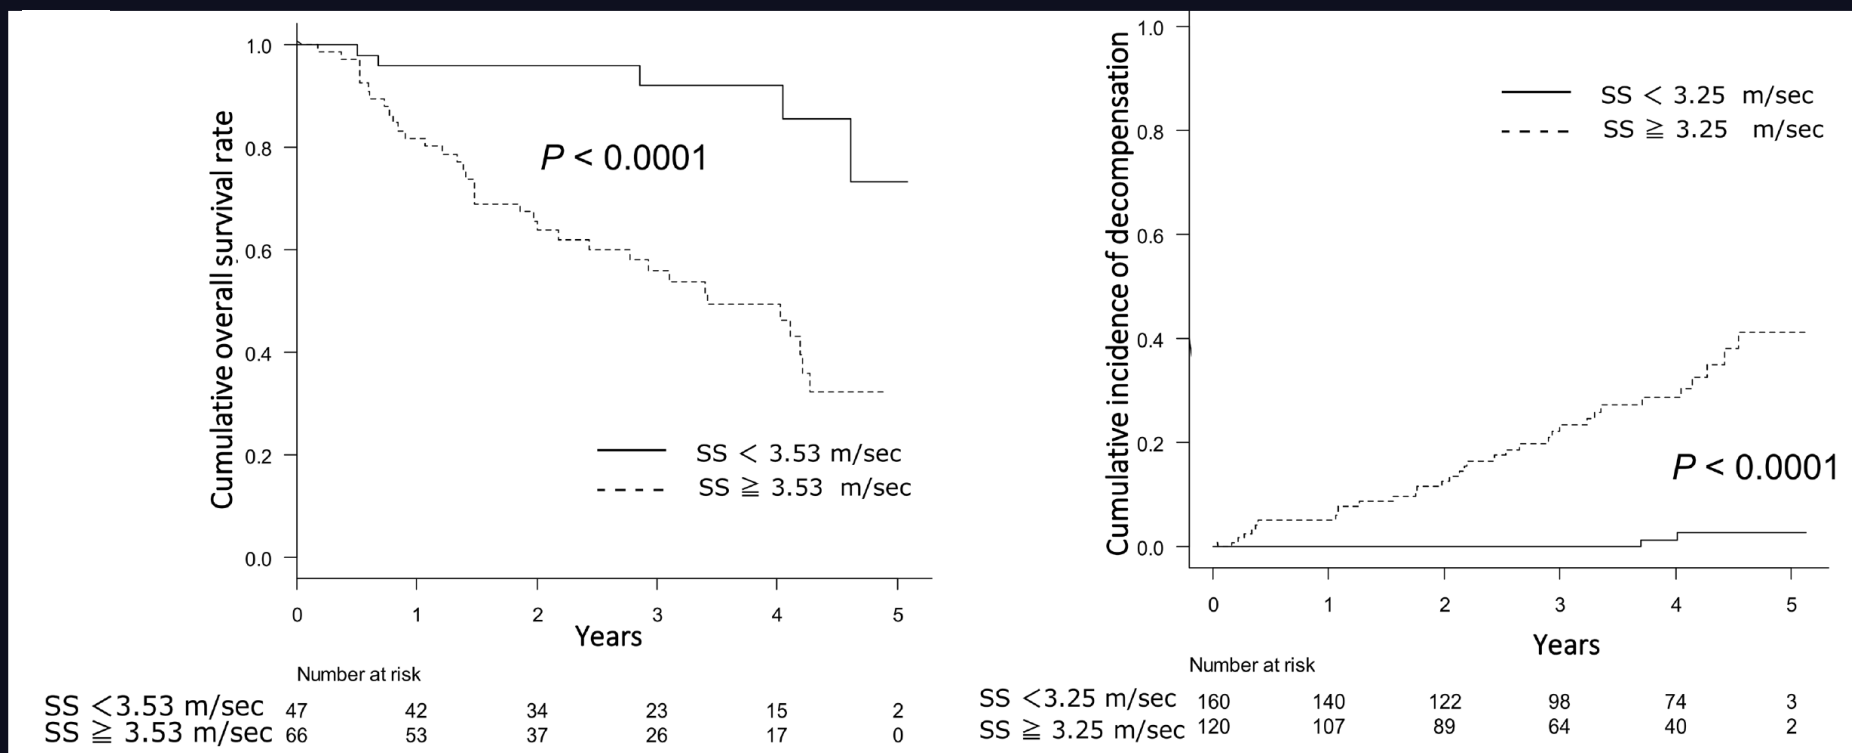 Cumulative overall survival rate
1.0
0.8
0.6
0.4
0.2
0.0
P < 0.0001
SS < 3.53 m/sec
SS ≧ 3.53 m/sec
0 1 2 3 4 5
Years
Number at risk
SS <3.53 m/sec 47 42 34 23 15 2
SS ≧ 3.53 m/sec 66 53 37 26 17 0
Cumulative incidence of decompensation
1.0
0.8
0.6
0.4
0.2
0.0
SS < 3.25 m/sec
SS ≧ 3.25 m/sec
P < 0.0001
0 1 2 3 4 5
Years
Number at risk
SS <3.25 m/sec 160 140 122 98 74 3
SS ≧ 3.25 m/sec 120 107 89 64 40 2